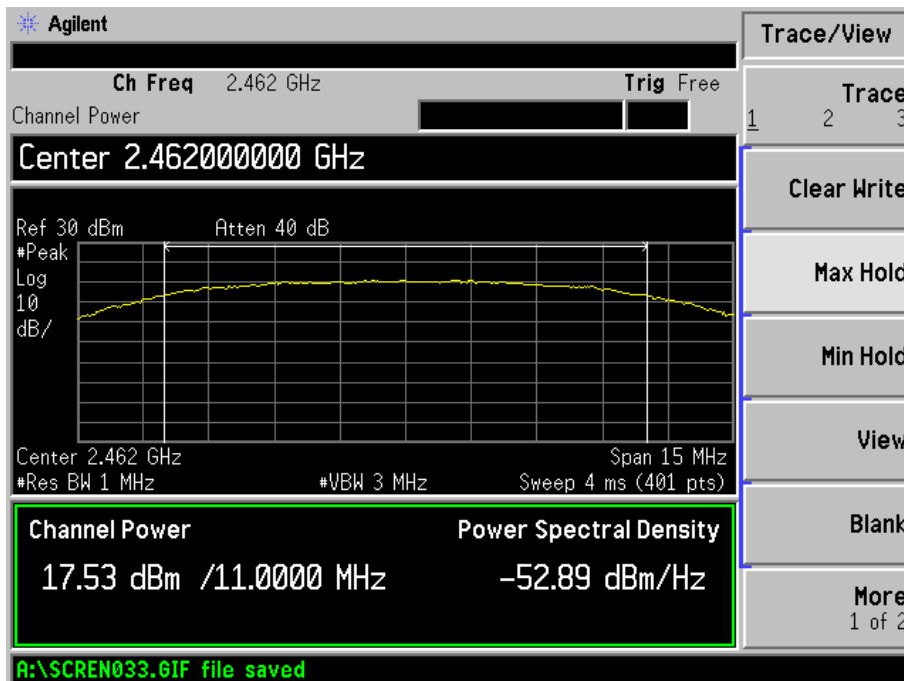 Agilent
Ch Freq 2.462 GHz Trig Free
Channel Power
Center 2.462000000 GHz
Ref 30 dBm Atten 40 dB
#Peak
Log
10
dB/
Center 2.462 GHz Span 15 MHz
#Res BW 1 MHz #VBW 3 MHz Sweep 4 ms (401 pts)
Channel Power Power Spectral Density
17.53 dBm /11.0000 MHz -52.89 dBm/Hz
A:\SCREN033.GIF file saved
Trace/View
Trace
1 2 3
Clear Write
Max Hold
Min Hold
View
Blank
More
1 of 2